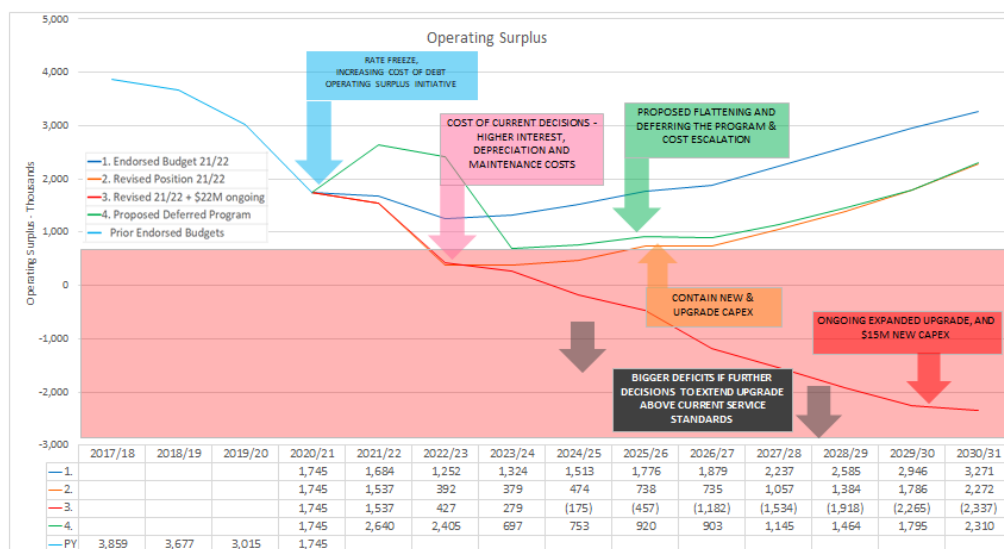 Operating Surplus
5,000
4,000
3,000
2,000
1,000
0
-1,000
-2,000
-3,000
Operating Surplus - Thousands
RATE FREEZE,
INCREASING COST OF DEBT
OPERATING SURPLUS INITIATIVE
COST OF CURRENT DECISIONS -
HIGHER INTEREST,
DEPRECIATION AND
MAINTENANCE COSTS
PROPOSED FLATTENING AND
DEFERRING THE PROGRAM &
COST ESCALATION
1. Endorsed Budget 21/22
2. Revised Position 21/22
3. Revised 21/22 + $22M ongoing
4. Proposed Deferred Program
Prior Endorsed Budgets
CONTAIN NEW &
UPGRADE CAPEX
ONGOING EXPANDED UPGRADE, AND
$15M NEW CAPEX
BIGGER DEFICITS IF FURTHER
DECISIONS TO EXTEND UPGRADE
ABOVE CURRENT SERVICE
STANDARDS
2017/18 2018/19 2019/20 2020/21 2021/22 2022/23 2023/24 2024/25 2025/26 2026/27 2027/28 2028/29 2029/30 2030/31
1. 1,745 1,684 1,252 1,324 1,513 1,776 1,879 2,237 2,585 2,946 3,271
2. 1,745 1,537 392 379 474 738 735 1,057 1,384 1,786 2,272
3. 1,745 1,537 427 279 (175) (457) (1,182) (1,534) (1,918) (2,265) (2,337)
4. 1,745 2,640 2,405 697 753 920 903 1,145 1,464 1,795 2,310
PY 3,859 3,677 3,015 1,745